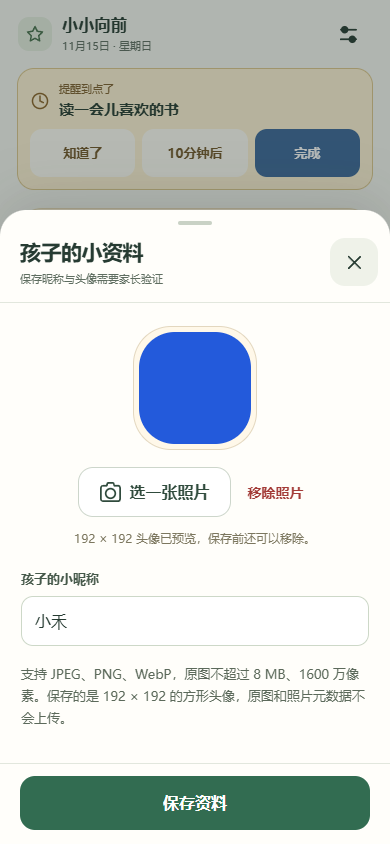 小小向前
11月15日 · 星期日
提醒到点了
读一会儿喜欢的书
知道了
10分钟后
完成
孩子的小资料
保存昵称与头像需要家长验证
选一张照片
移除照片
192 × 192 头像已预览，保存前还可以移除。
孩子的小昵称
小禾
支持 JPEG、PNG、WebP，原图不超过 8 MB、1600 万像
素。保存的是 192 × 192 的方形头像，原图和照片元数据不
会上传。
保存资料